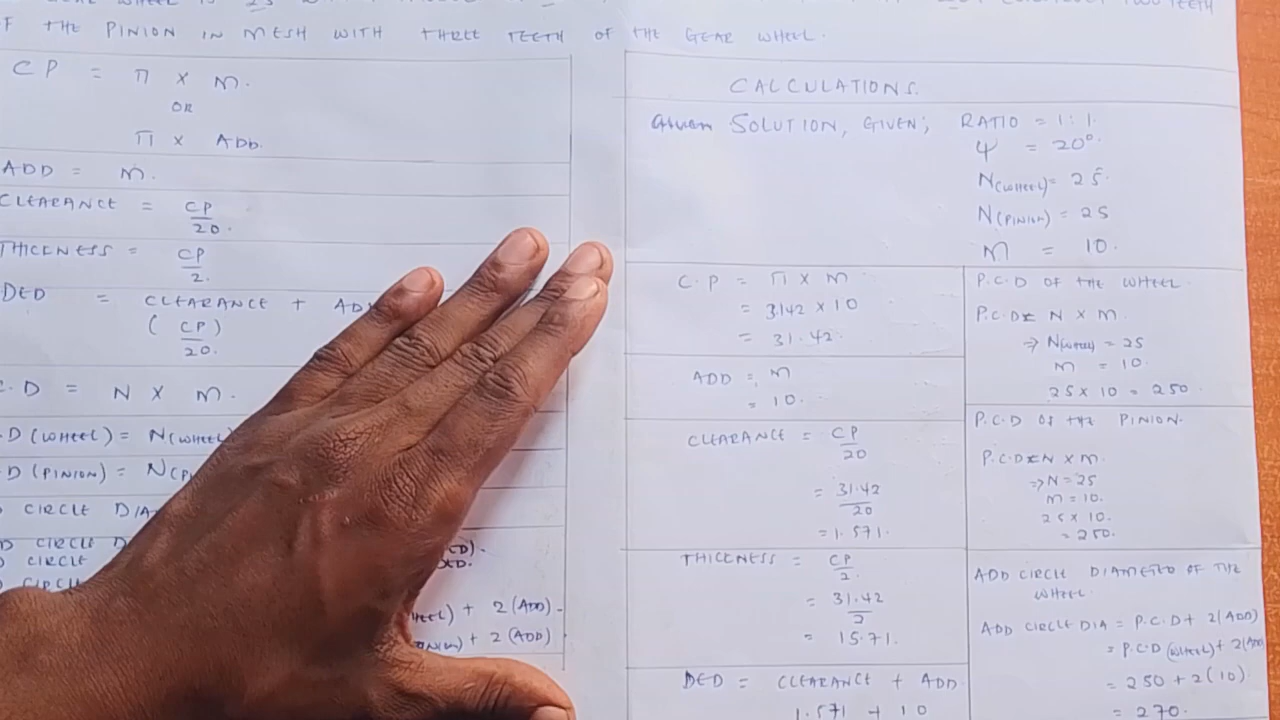 OF THE PINION IN MESH WITH THREE TEETH OF THE GEAR WHEEL.
CP = Π × m.
OR
Π × ADD.
ADD = m.
CLEARANCE = CP/20.
THICKNESS = CP/2.
DED = CLEARANCE +
(CP/20.)
C.D = N × m.
D (WHEEL) = N(WHEEL)
D (PINION) =
CIRCLE
CIRCLE
CIRCLE
+ 2(ADD)
+ 2(ADD)
CALCULATIONS.
SOLUTION, GIVEN; RATIO = 1:1.
Ψ = 20°.
N(WHEEL) = 25.
N(PINION) = 25
m = 10.
C.P = Π × m
= 3.142 × 10
= 31.42.
ADD = m
= 10.
CLEARANCE = CP/20
= 31.42/20
= 1.571.
THICKNESS = CP/2.
= 31.42/2
= 15.71.
DED = CLEARANCE + ADD.
1.571 + 10
P.C.D OF THE WHEEL.
P.C.D = N × m.
⇒ N(WHEEL) = 25
m = 10.
25 × 10 = 250.
P.C.D OF THE PINION.
P.C.D = N × m.
⇒ N = 25
m = 10.
25 × 10.
= 250.
ADD CIRCLE DIAMETER OF THE
WHEEL.
ADD CIRCLE DIA = P.C.D + 2(ADD)
= P.C.D (WHEEL) + 2(ADD)
= 250 + 2(10)
= 270.